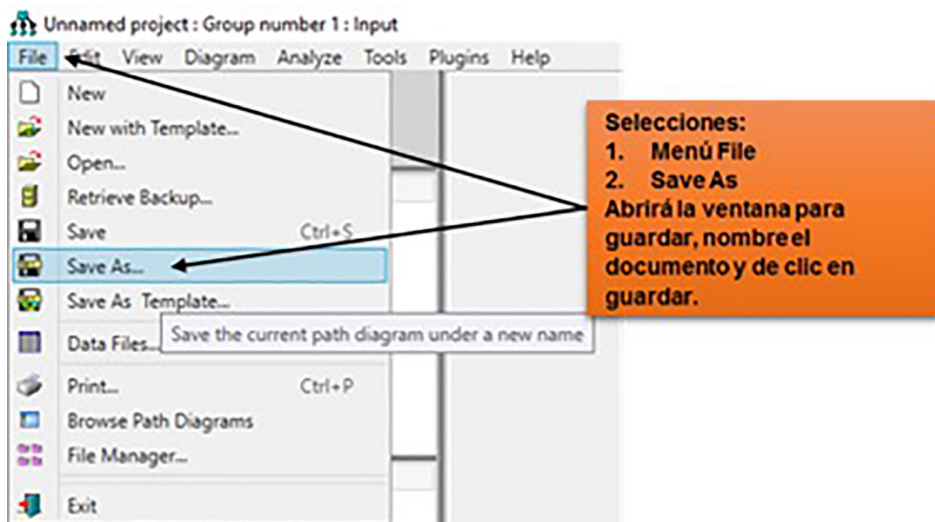 Unnamed project : Group number 1 : Input
File Edit View Diagram Analyze Tools Plugins Help
New
New with Template...
Open...
Retrieve Backup...
Save Ctrl+S
Save As...
Save As Template...
Save the current path diagram under a new name
Data Files...
Print... Ctrl+P
Browse Path Diagrams
File Manager...
Exit
Selecciones:
1. Menú File
2. Save As
Abrirá la ventana para
guardar, nombre el
documento y de clic en
guardar.